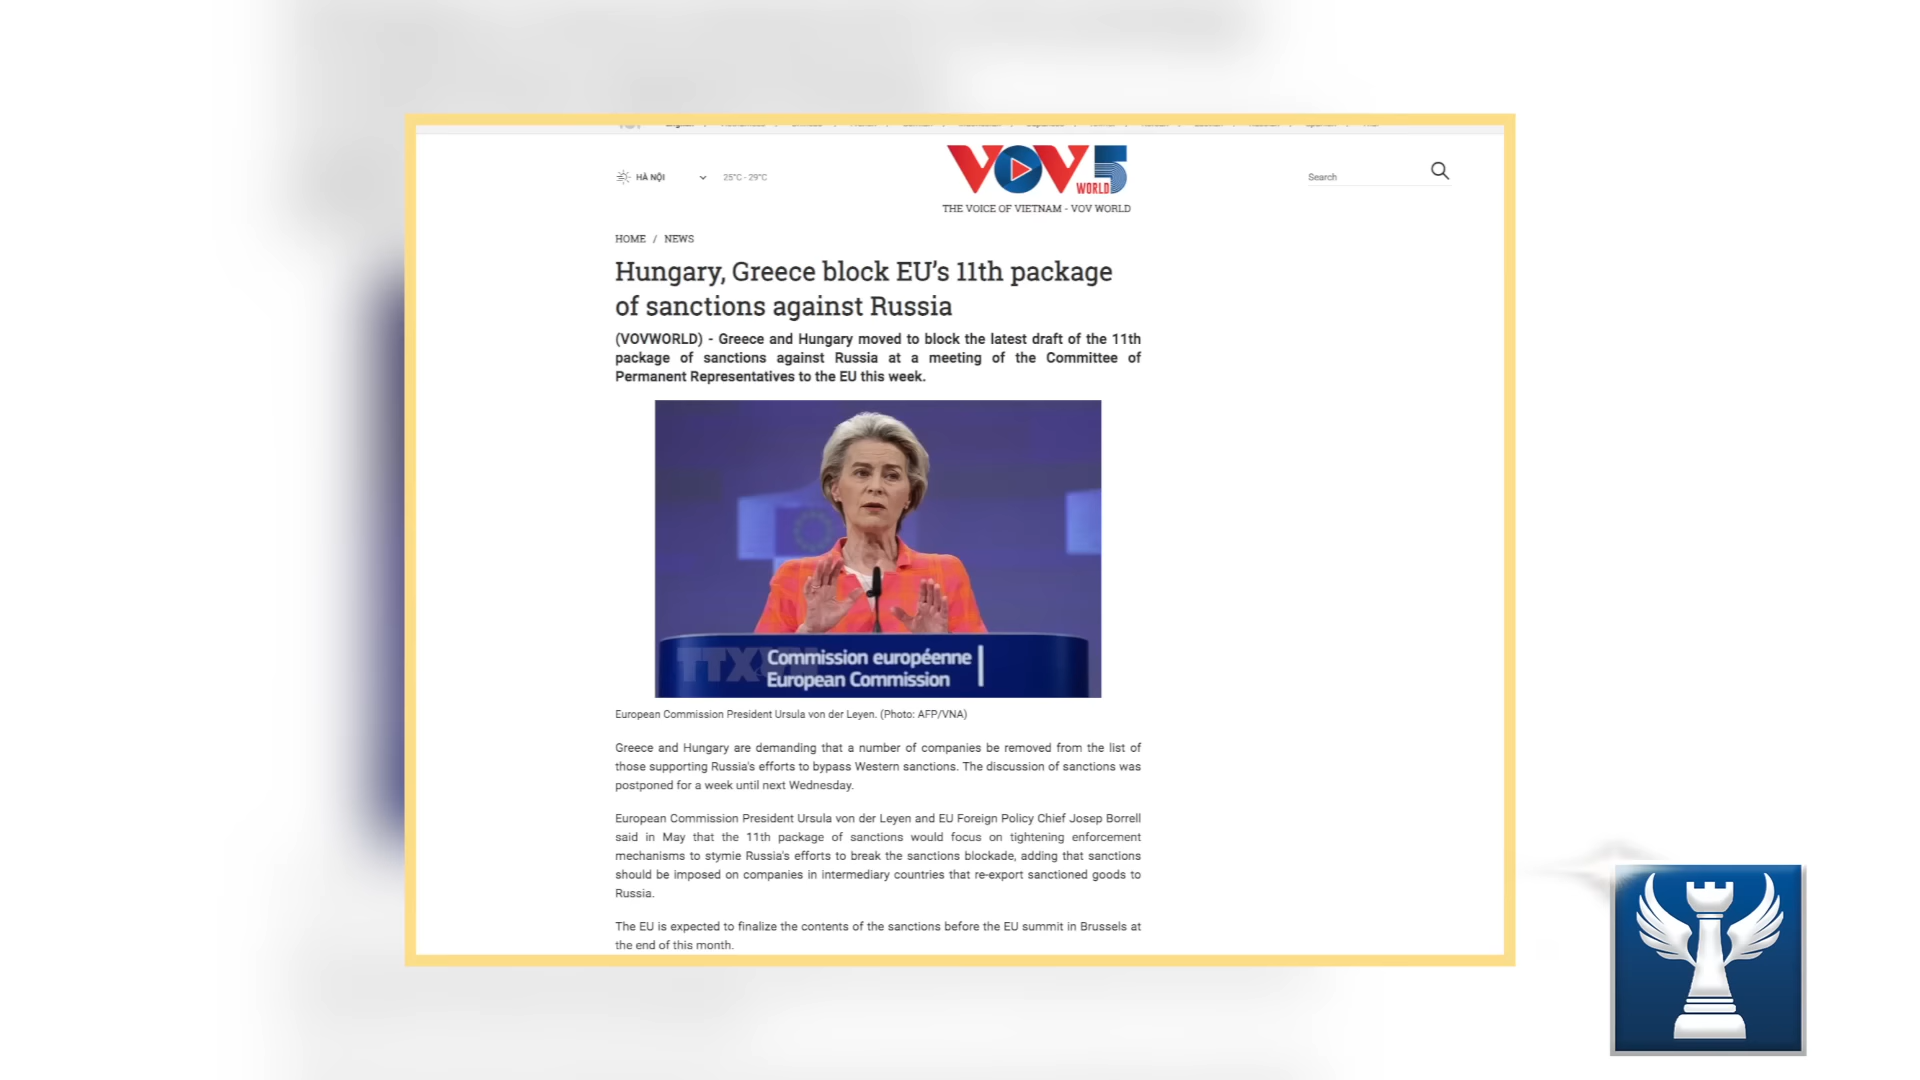 HÀ NỘI
25°C - 29°C
VOV5
WORLD
Search
THE VOICE OF VIETNAM - VOV WORLD
HOME / NEWS
Hungary, Greece block EU’s 11th package
of sanctions against Russia
(VOVWORLD) - Greece and Hungary moved to block the latest draft of the 11th
package of sanctions against Russia at a meeting of the Committee of
Permanent Representatives to the EU this week.
TTXVN
Commission européenne
European Commission
European Commission President Ursula von der Leyen. (Photo: AFP/VNA)
Greece and Hungary are demanding that a number of companies be removed from the list of
those supporting Russia's efforts to bypass Western sanctions. The discussion of sanctions was
postponed for a week until next Wednesday.
European Commission President Ursula von der Leyen and EU Foreign Policy Chief Josep Borrell
said in May that the 11th package of sanctions would focus on tightening enforcement
mechanisms to stymie Russia's efforts to break the sanctions blockade, adding that sanctions
should be imposed on companies in intermediary countries that re-export sanctioned goods to
Russia.
The EU is expected to finalize the contents of the sanctions before the EU summit in Brussels at
the end of this month.